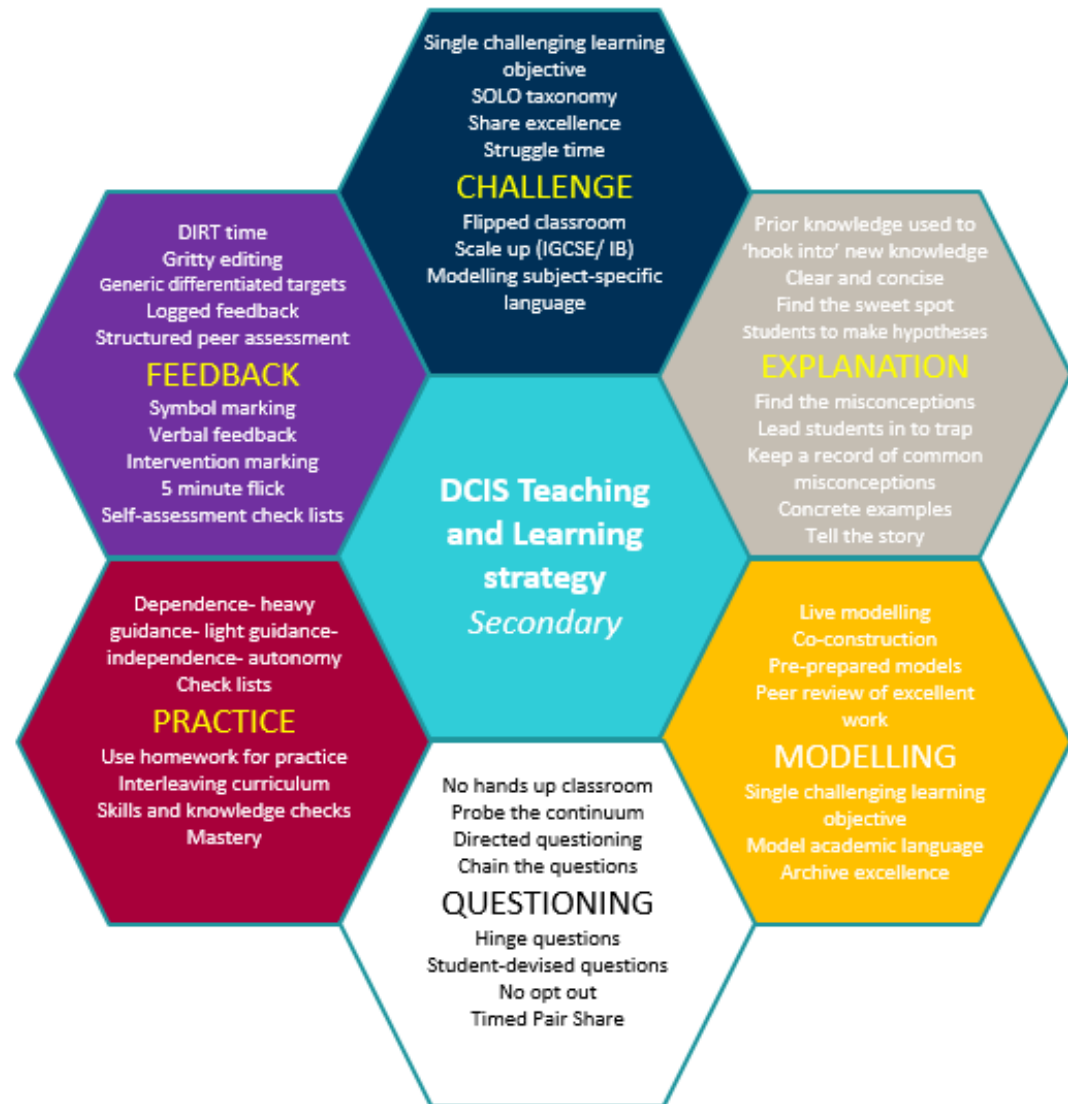 Single challenging learning
objective
SOLO taxonomy
Share excellence
Struggle time
CHALLENGE
Flipped classroom
Scale up (IGCSE/ IB)
Modelling subject-specific
language
DIRT time
Gritty editing
Generic differentiated targets
Logged feedback
Structured peer assessment
FEEDBACK
Symbol marking
Verbal feedback
Intervention marking
5 minute flick
Self-assessment check lists
Prior knowledge used to
‘hook into’ new knowledge
Clear and concise
Find the sweet spot
Students to make hypotheses
EXPLANATION
Find the misconceptions
Lead students in to trap
Keep a record of common
misconceptions
Concrete examples
Tell the story
DCIS Teaching
and Learning
strategy
Secondary
Dependence- heavy
guidance- light guidance-
independence- autonomy
Check lists
PRACTICE
Use homework for practice
Interleaving curriculum
Skills and knowledge checks
Mastery
Live modelling
Co-construction
Pre-prepared models
Peer review of excellent
work
MODELLING
Single challenging learning
objective
Model academic language
Archive excellence
No hands up classroom
Probe the continuum
Directed questioning
Chain the questions
QUESTIONING
Hinge questions
Student-devised questions
No opt out
Timed Pair Share